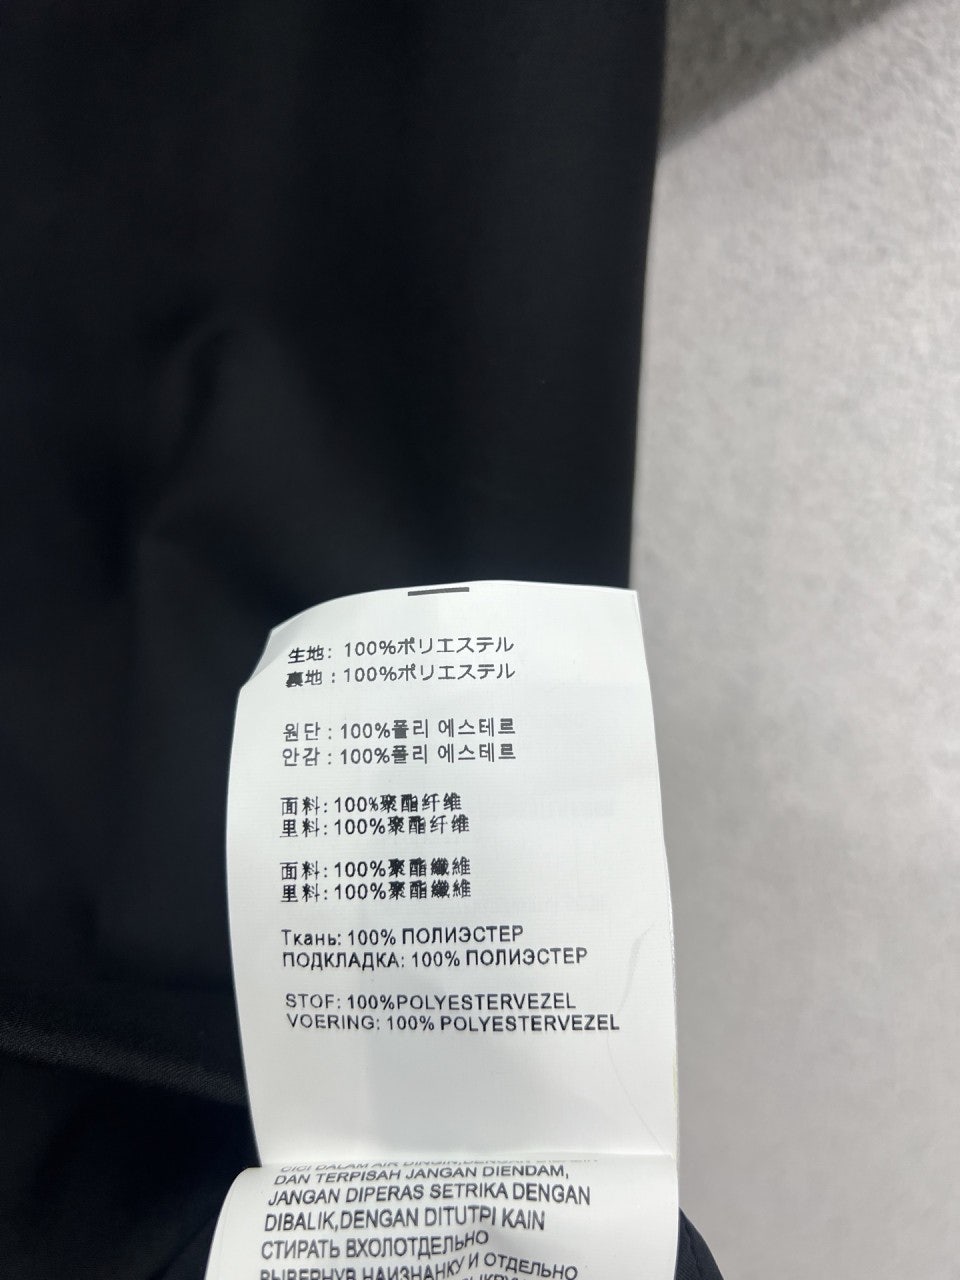 生地: 100%ポリエステル
裏地 : 100%ポリエステル
원단 : 100%폴리 에스테르
안감 : 100%폴리 에스테르
面料: 100%聚酯纤维
里料: 100%聚酯纤维
面料: 100%聚酯纖維
里料: 100%聚酯纖維
Ткань: 100% ПОЛИЭСТЕР
ПОДКЛАДКА: 100% ПОЛИЭСТЕР
STOF: 100%POLYESTERVEZEL
VOERING: 100% POLYESTERVEZEL
DAN TERPISAH JANGAN DIENDAM,
JANGAN DIPERAS SETRIKA DENGAN
DIBALIK,DENGAN DITUTPI KAIN
СТИРАТЬ ВХОЛОТДЕЛЬНО
ВЫВЕРНУВ НАИЗНАНКУ И ОТДЕЛЬНО